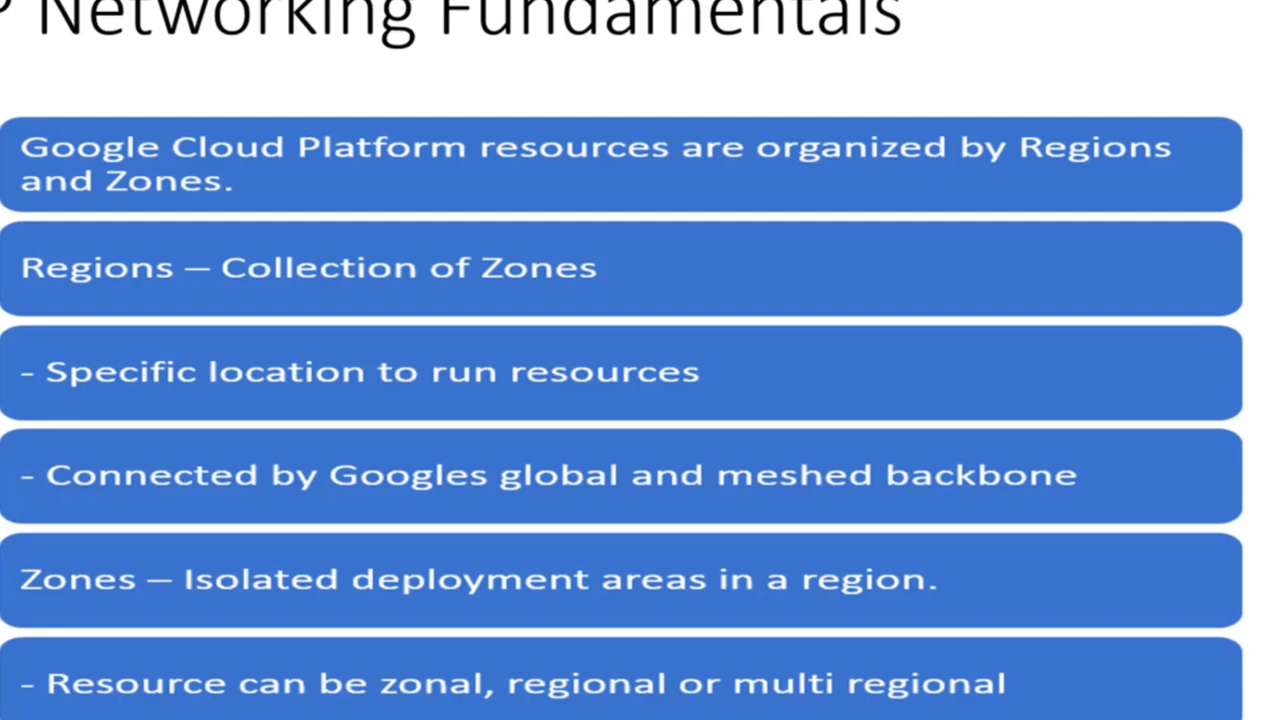 Networking Fundamentals
Google Cloud Platform resources are organized by Regions
and Zones.
Regions – Collection of Zones
- Specific location to run resources
- Connected by Googles global and meshed backbone
Zones – Isolated deployment areas in a region.
- Resource can be zonal, regional or multi regional